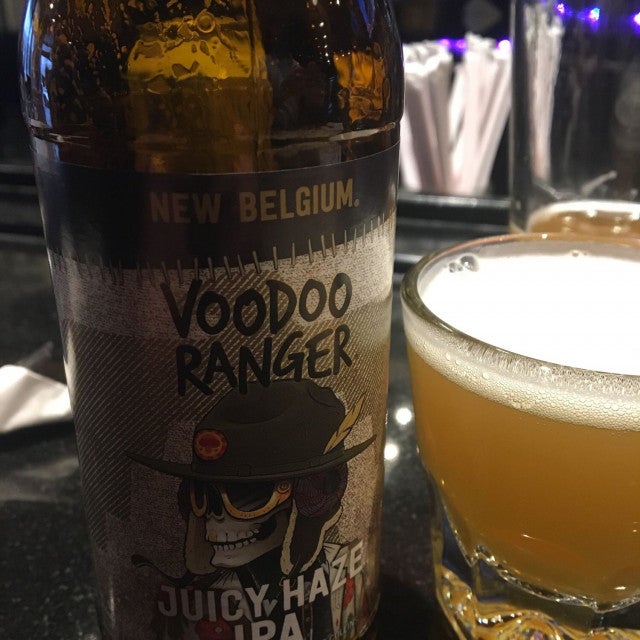 NEW BELGIUM®
VOODOO
RANGER
JUICY HAZE
IPA